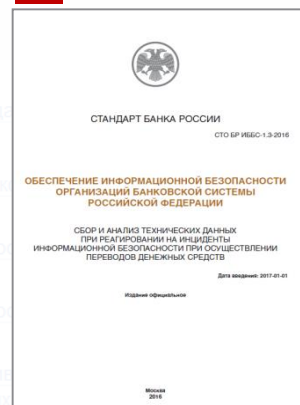 СТАНДАРТ БАНКА РОССИИ
СТО БР ИББС-1.3-2016
ОБЕСПЕЧЕНИЕ ИНФОРМАЦИОННОЙ БЕЗОПАСНОСТИ
ОРГАНИЗАЦИЙ БАНКОВСКОЙ СИСТЕМЫ
РОССИЙСКОЙ ФЕДЕРАЦИИ
СБОР И АНАЛИЗ ТЕХНИЧЕСКИХ ДАННЫХ
ПРИ РЕАГИРОВАНИИ НА ИНЦИДЕНТЫ
ИНФОРМАЦИОННОЙ БЕЗОПАСНОСТИ ПРИ ОСУЩЕСТВЛЕНИИ
ПЕРЕВОДОВ ДЕНЕЖНЫХ СРЕДСТВ
Дата введения: 2017-01-01
Издание официальное
Москва
2016